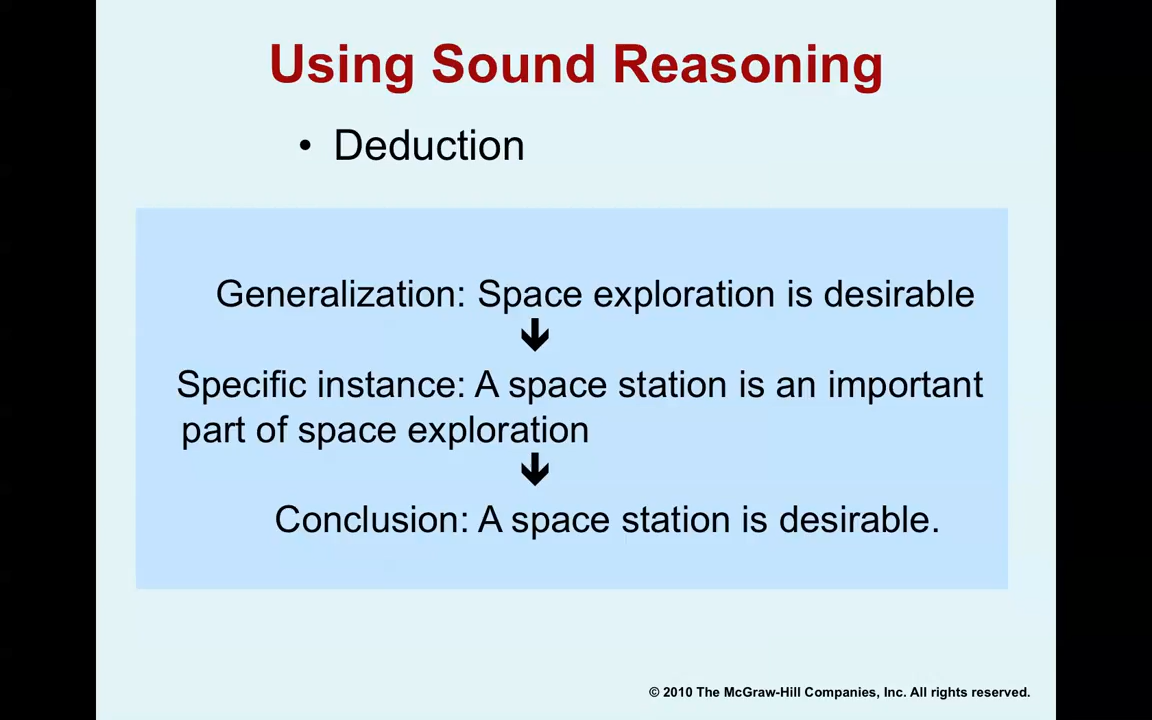 Using Sound Reasoning
• Deduction
Generalization: Space exploration is desirable
Specific instance: A space station is an important
part of space exploration
Conclusion: A space station is desirable.
© 2010 The McGraw-Hill Companies, Inc. All rights reserved.